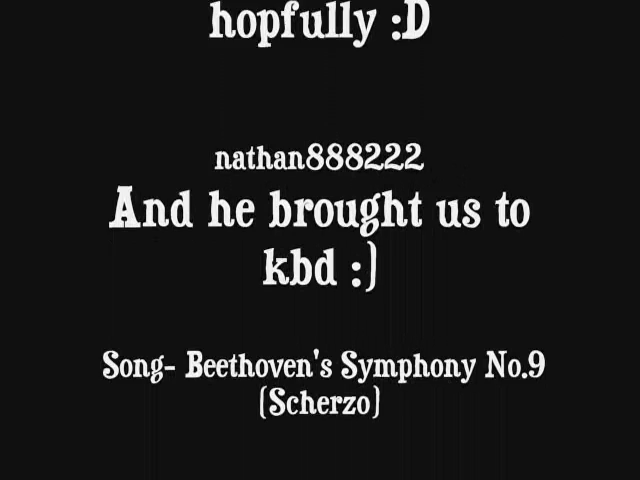 hopfully :D
nathan888222
And he brought us to
kbd :)
Song- Beethoven's Symphony No.9
(Scherzo)